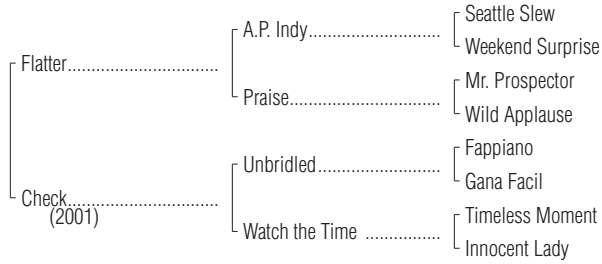 Seattle Slew
A.P. Indy............................
Weekend Surprise
Flatter................................
Mr. Prospector
Praise................................
Wild Applause
Fappiano
Unbridled..........................
Gana Facil
Check................................
(2001)
Timeless Moment
Watch the Time ................
Innocent Lady